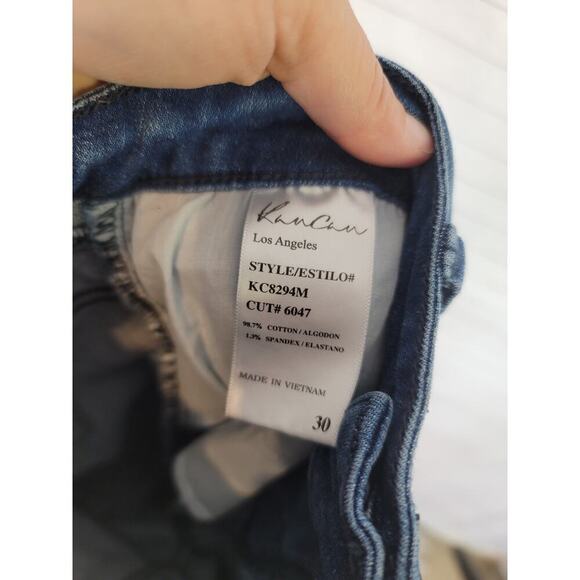 KanCan
Los Angeles
STYLE/ESTILO#
KC8294M
CUT# 6047
98.7% COTTON / ALGODON
1.3% SPANDEX / ELASTANO
MADE IN VIETNAM
30